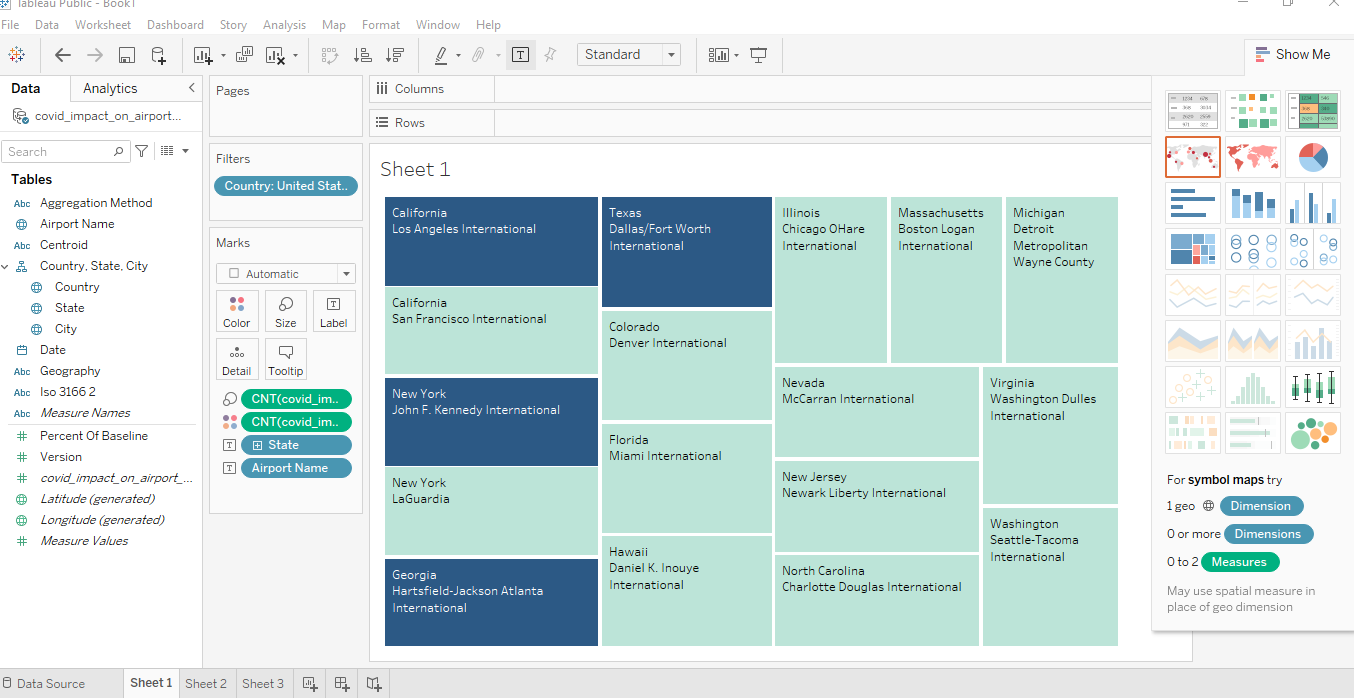 Tableau Public - Book1
File Data Worksheet Dashboard Story Analysis Map Format Window Help
Standard
Show Me
Data Analytics
covid_impact_on_airport...
Search
Tables
Abc Aggregation Method
Airport Name
Abc Centroid
Country, State, City
Country
State
City
Date
Abc Geography
Abc Iso 3166 2
Abc Measure Names
Percent Of Baseline
Version
covid_impact_on_airport_...
Latitude (generated)
Longitude (generated)
Measure Values
Pages
Filters
Country: United Stat..
Marks
Automatic
Color Size Label
Detail Tooltip
CNT(covid_im..
CNT(covid_im..
State
Airport Name
Columns
Rows
Sheet 1
California
Los Angeles International
California
San Francisco International
New York
John F. Kennedy International
New York
LaGuardia
Georgia
Hartsfield-Jackson Atlanta
International
Texas
Dallas/Fort Worth
International
Colorado
Denver International
Florida
Miami International
Hawaii
Daniel K. Inouye
International
Illinois
Chicago OHare
International
Massachusetts
Boston Logan
International
Michigan
Detroit
Metropolitan
Wayne County
Nevada
McCarran International
New Jersey
Newark Liberty International
North Carolina
Charlotte Douglas International
Virginia
Washington Dulles
International
Washington
Seattle-Tacoma
International
For symbol maps try
1 geo Dimension
0 or more Dimensions
0 to 2 Measures
May use spatial measure in
place of geo dimension
Data Source Sheet 1 Sheet 2 Sheet 3